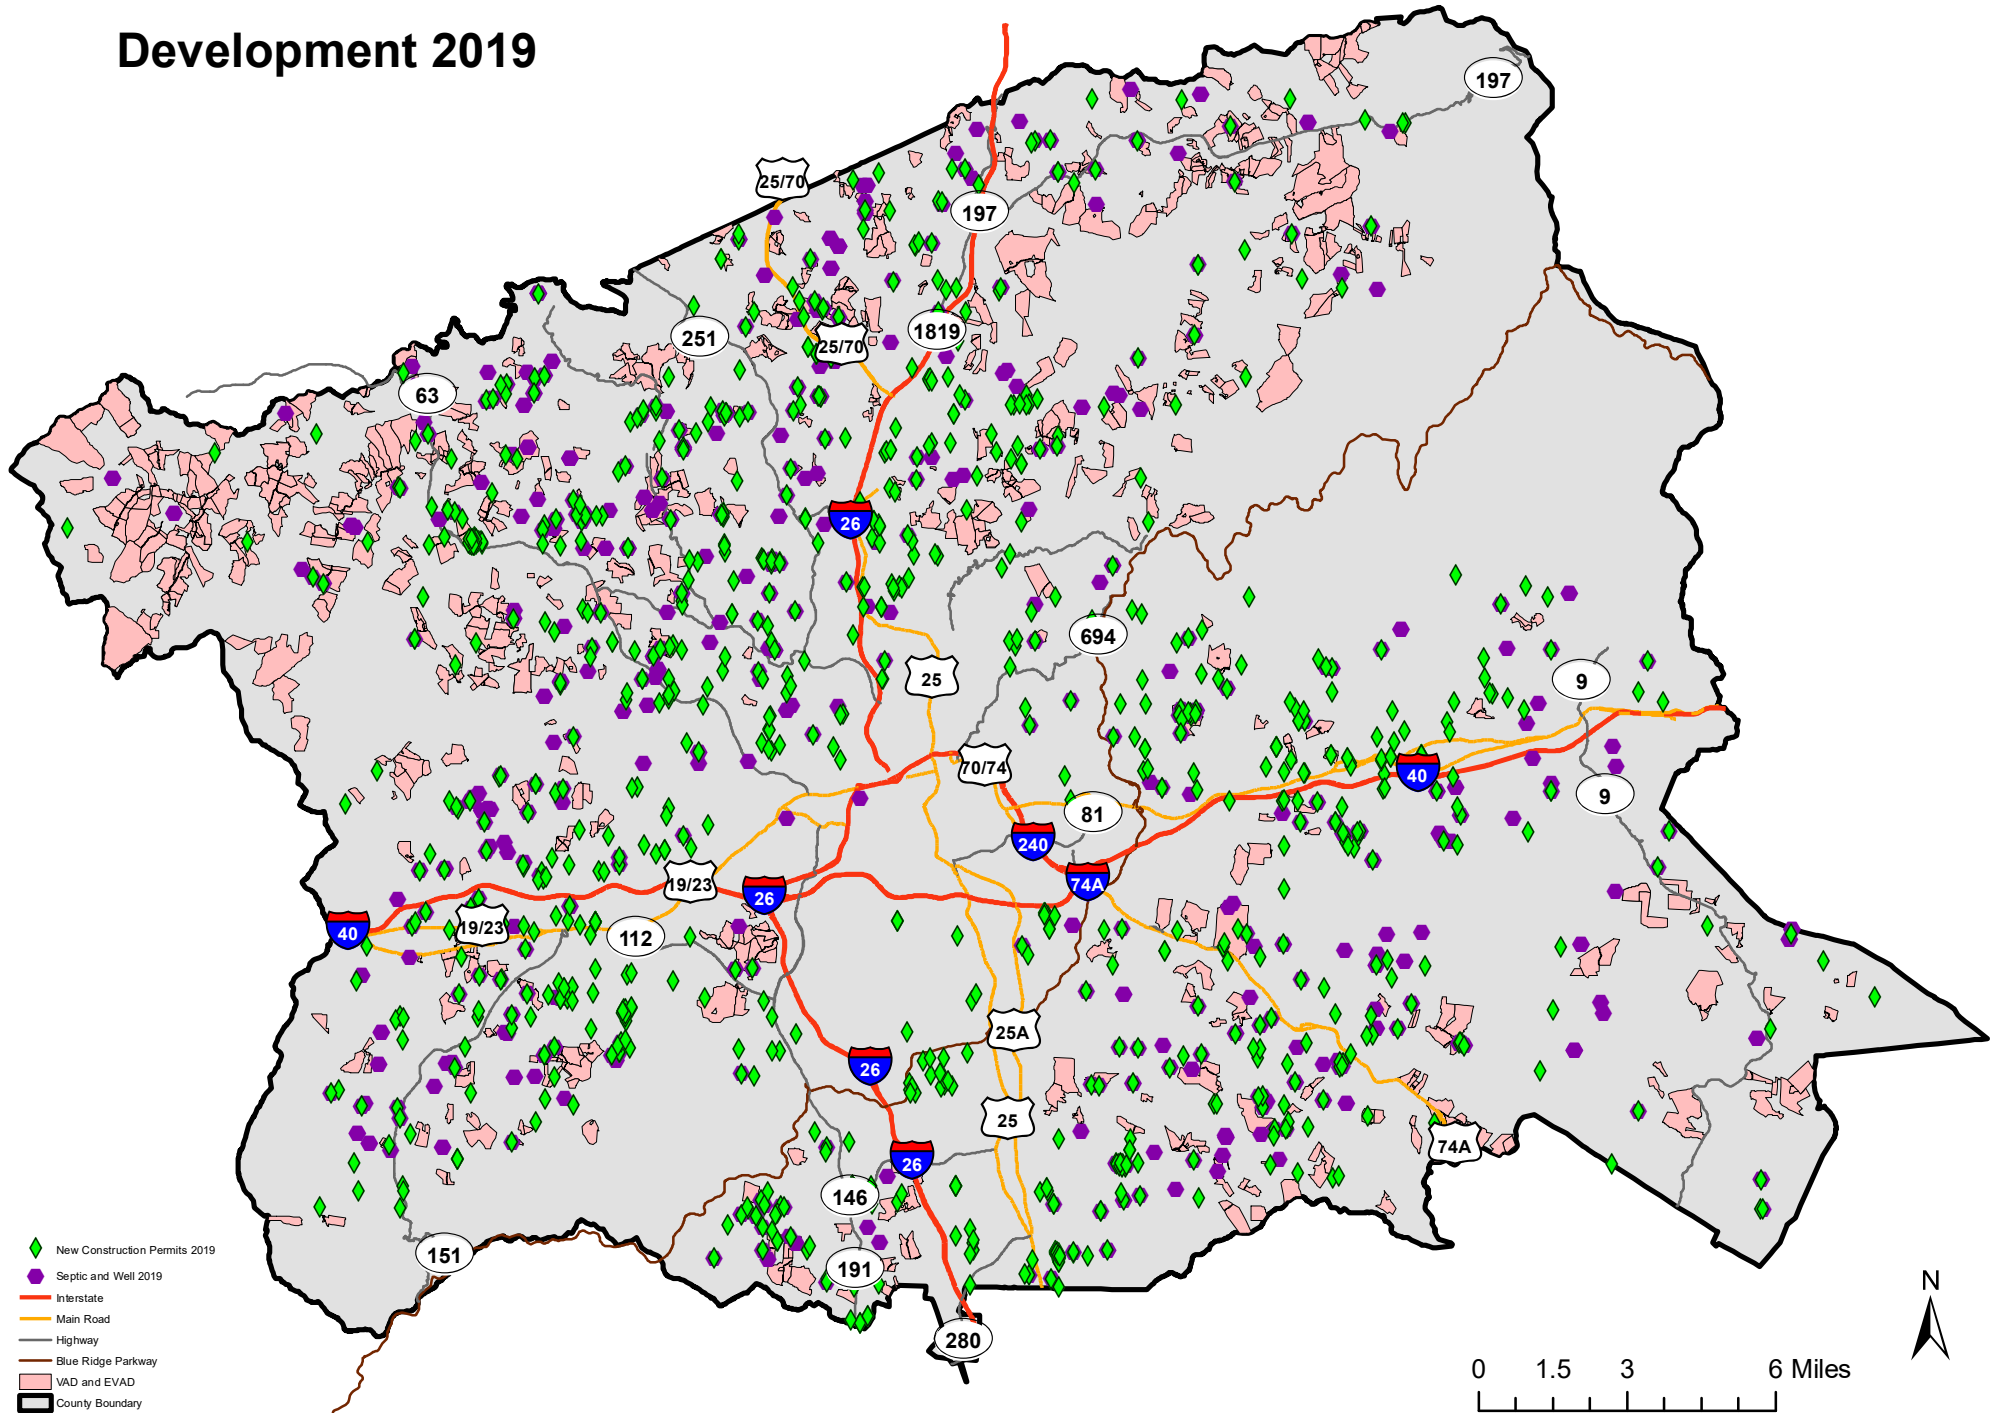 Development 2019
197
25/70
197
251
1819
25/70
63
26
694
25
9
70/74
40
9
81
240
19/23
74A
26
19/23
40
112
25A
26
25
74A
26
146
151
191
280
New Construction Permits 2019
Septic and Well 2019
Interstate
Main Road
Highway
Blue Ridge Parkway
VAD and EVAD
County Boundary
N
0 1.5 3 6 Miles